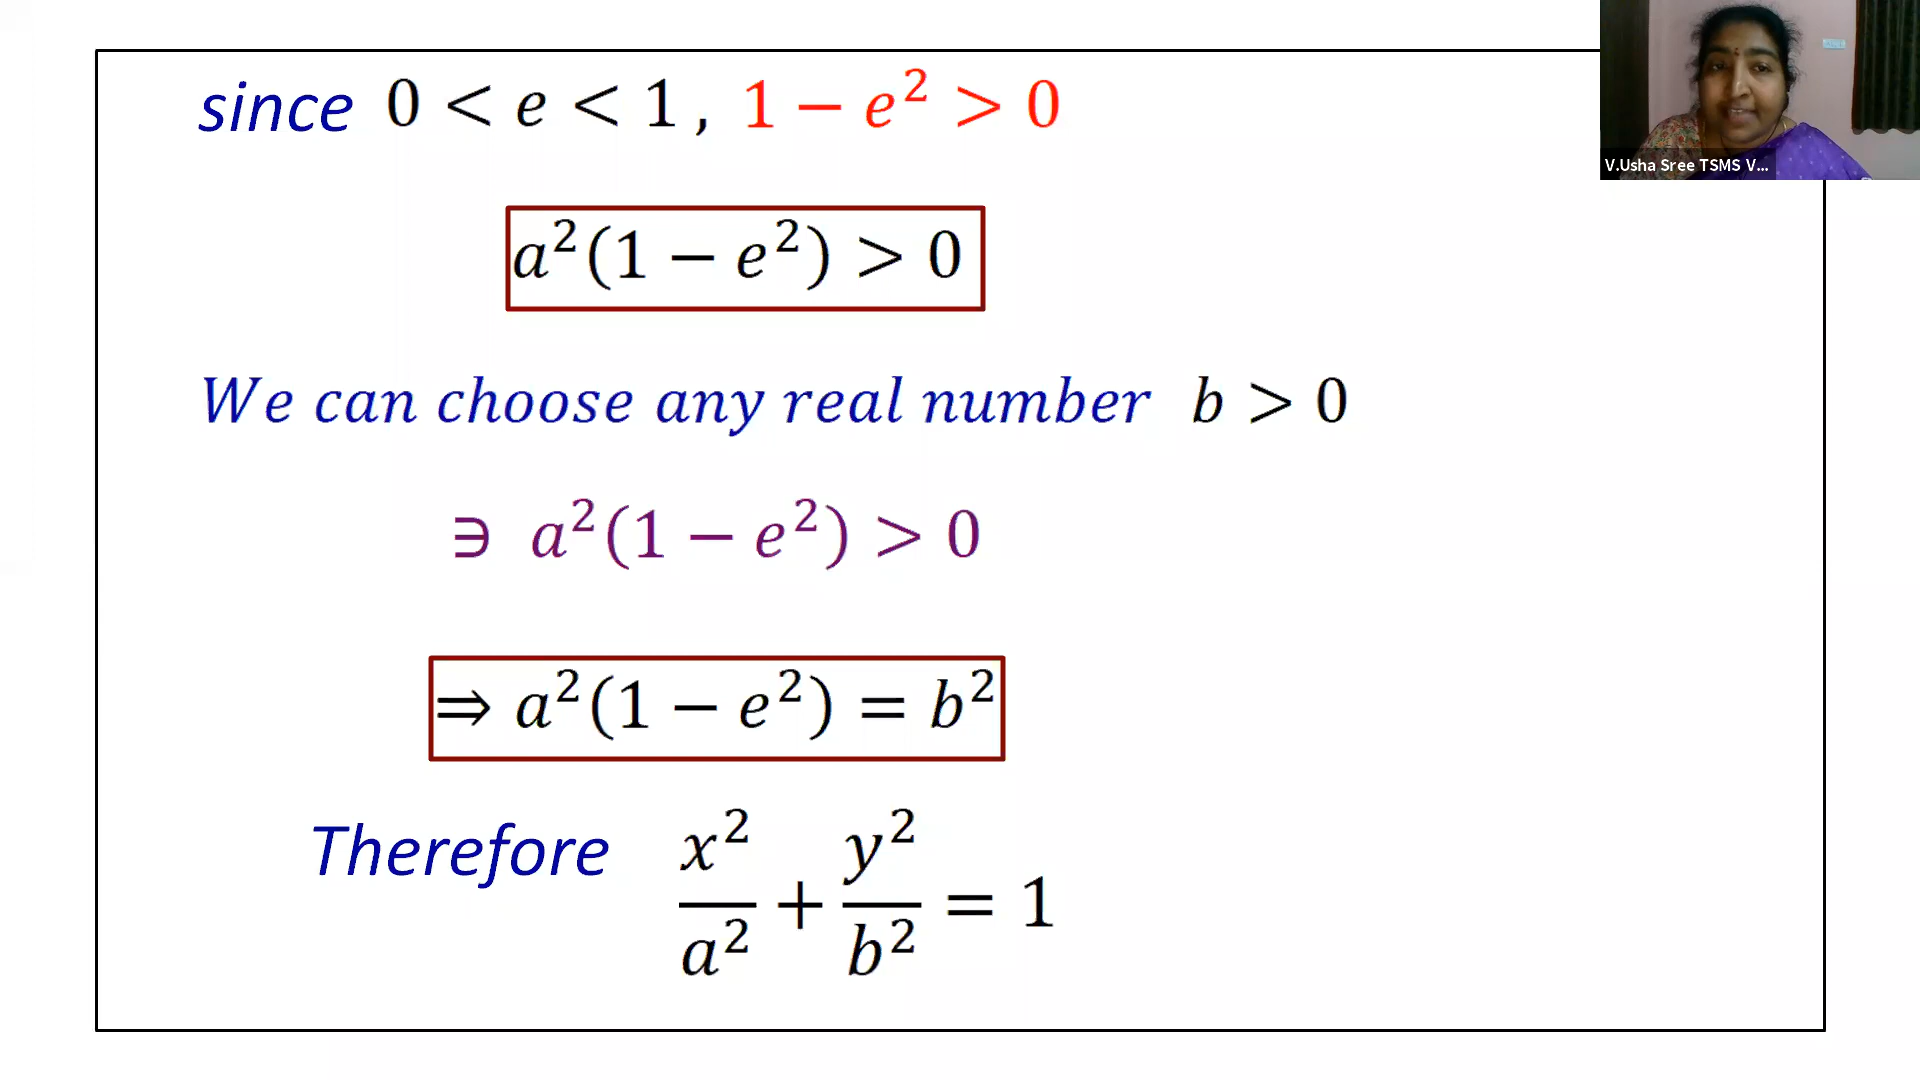 since 0 < e < 1 , 1 − e² > 0
V.Usha Sree TSMS V...
a²(1 − e²) > 0
We can choose any real number b > 0
∋ a²(1 − e²) > 0
⇒ a²(1 − e²) = b²
Therefore x²/a² + y²/b² = 1